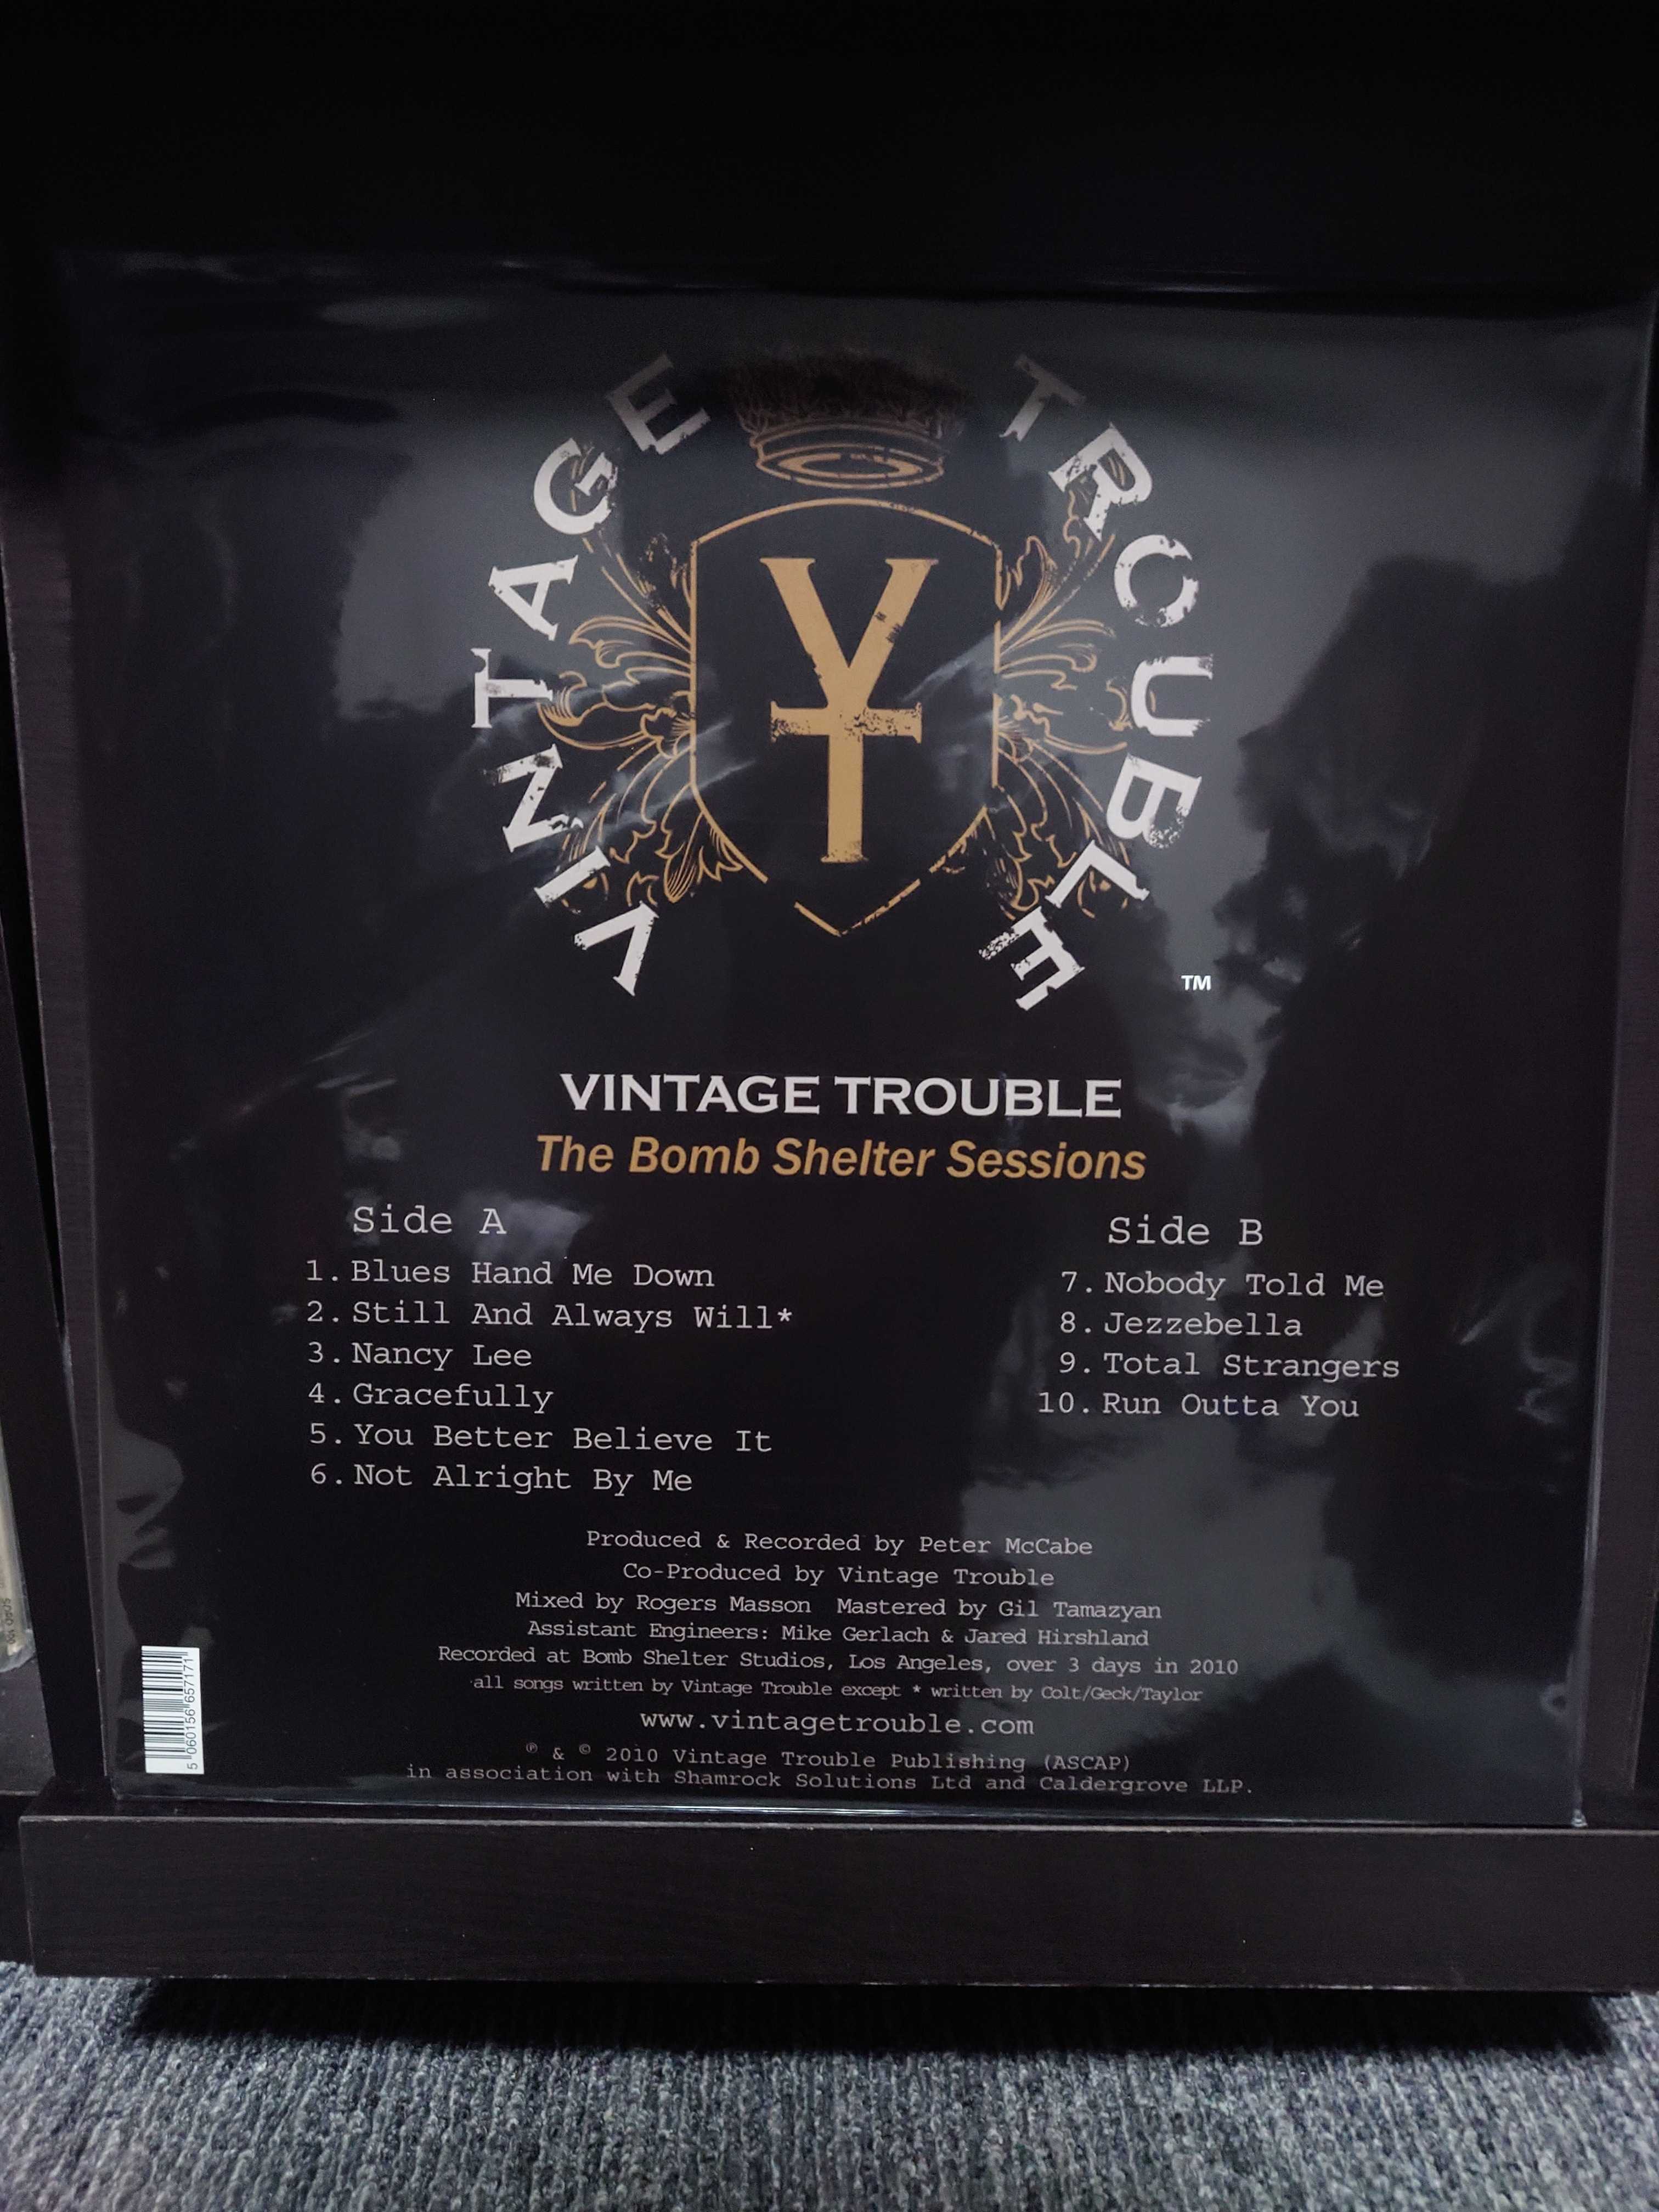 VINTAGE TROUBLE
TM
VINTAGE TROUBLE
The Bomb Shelter Sessions
Side A
1. Blues Hand Me Down
2. Still And Always Will*
3. Nancy Lee
4. Gracefully
5. You Better Believe It
6. Not Alright By Me
Side B
7. Nobody Told Me
8. Jezzebella
9. Total Strangers
10. Run Outta You
Produced & Recorded by Peter McCabe
Co-Produced by Vintage Trouble
Mixed by Rogers Masson Mastered by Gil Tamazyan
Assistant Engineers: Mike Gerlach & Jared Hirshland
Recorded at Bomb Shelter Studios, Los Angeles, over 3 days in 2010
all songs written by Vintage Trouble except * written by Colt/Geck/Taylor
www.vintagetrouble.com
℗ & © 2010 Vintage Trouble Publishing (ASCAP)
in association with Shamrock Solutions Ltd and Caldergrove LLP.
5 060156 657171